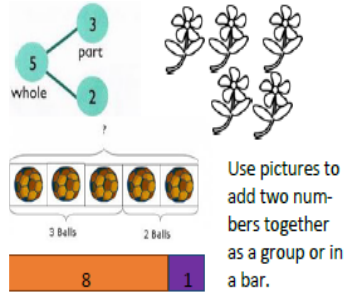 3
part
5
whole
2
?
3 Balls
2 Balls
Use pictures to
add two num-
bers together
as a group or in
a bar.
8
1